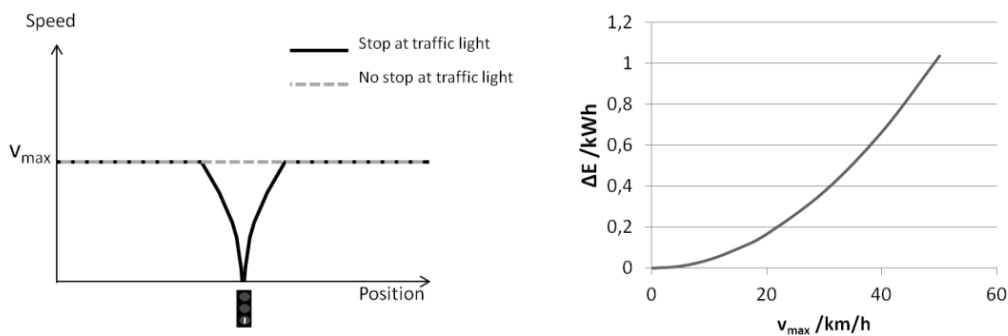 Speed
Stop at traffic light
No stop at traffic light
vmax
Position
1,2
1
0,8
0,6
0,4
0,2
0
ΔE /kWh
0
20
40
60
vmax /km/h